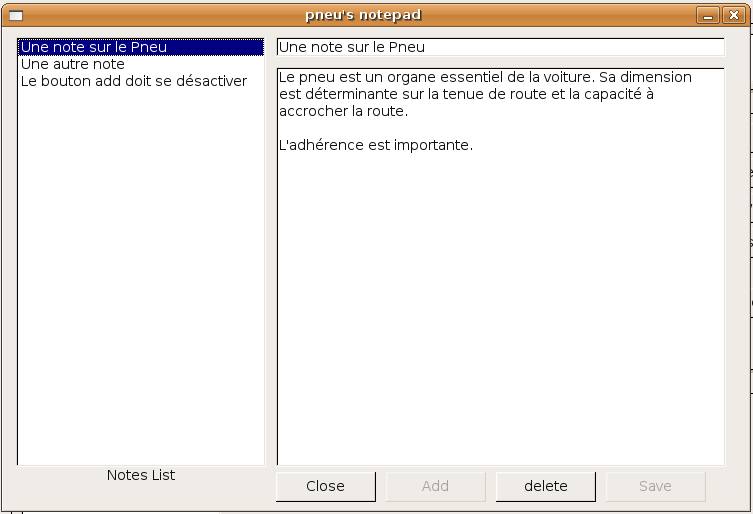 pneu's notepad
Une note sur le Pneu
Une autre note
Le bouton add doit se désactiver
Notes List
Une note sur le Pneu
Le pneu est un organe essentiel de la voiture. Sa dimension
est déterminante sur la tenue de route et la capacité à
accrocher la route.
L'adhérence est importante.
Close
Add
delete
Save